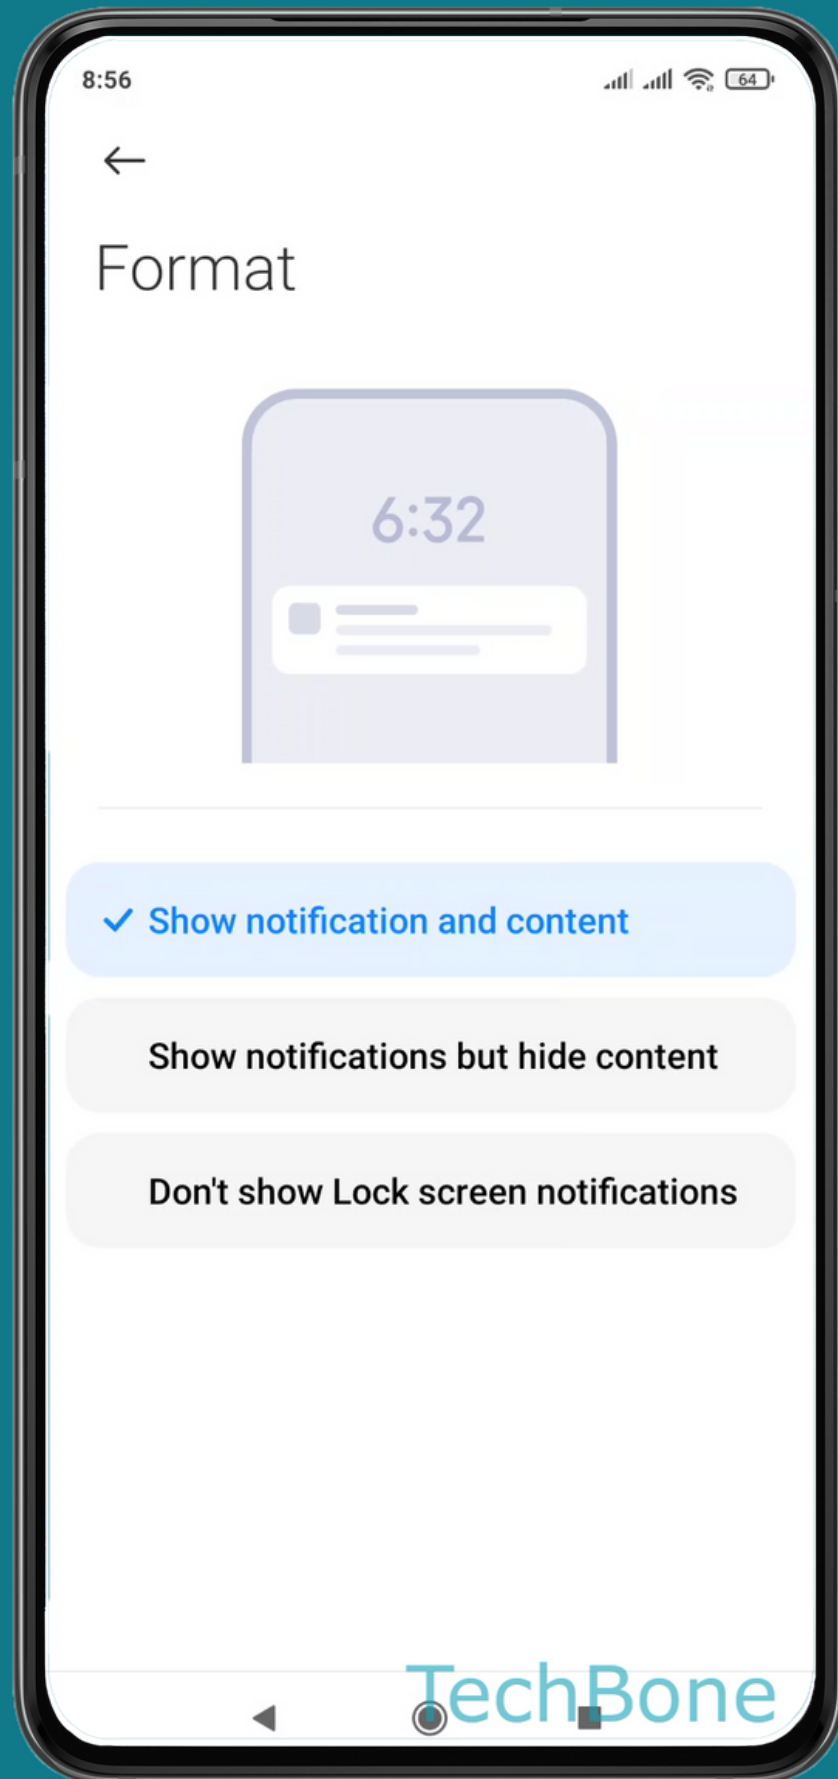 8:56
64
Format
6:32
Show notification and content
Show notifications but hide content
Don't show Lock screen notifications
TechBone